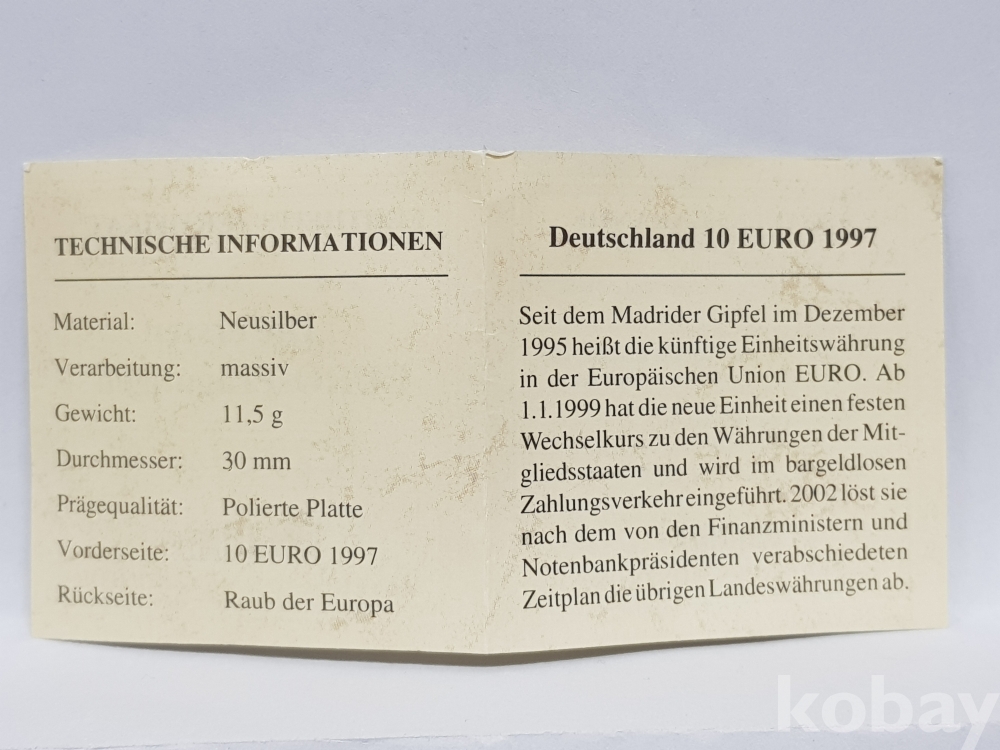 TECHNISCHE INFORMATIONEN
Material: Neusilber
Verarbeitung: massiv
Gewicht: 11,5 g
Durchmesser: 30 mm
Prägequalität: Polierte Platte
Vorderseite: 10 EURO 1997
Rückseite: Raub der Europa
Deutschland 10 EURO 1997
Seit dem Madrider Gipfel im Dezember
1995 heißt die künftige Einheitswährung
in der Europäischen Union EURO. Ab
1.1.1999 hat die neue Einheit einen festen
Wechselkurs zu den Währungen der Mit-
gliedsstaaten und wird im bargeldlosen
Zahlungsverkehr eingeführt. 2002 löst sie
nach dem von den Finanzministern und
Notenbankpräsidenten verabschiedeten
Zeitplan die übrigen Landeswährungen ab.
kobay